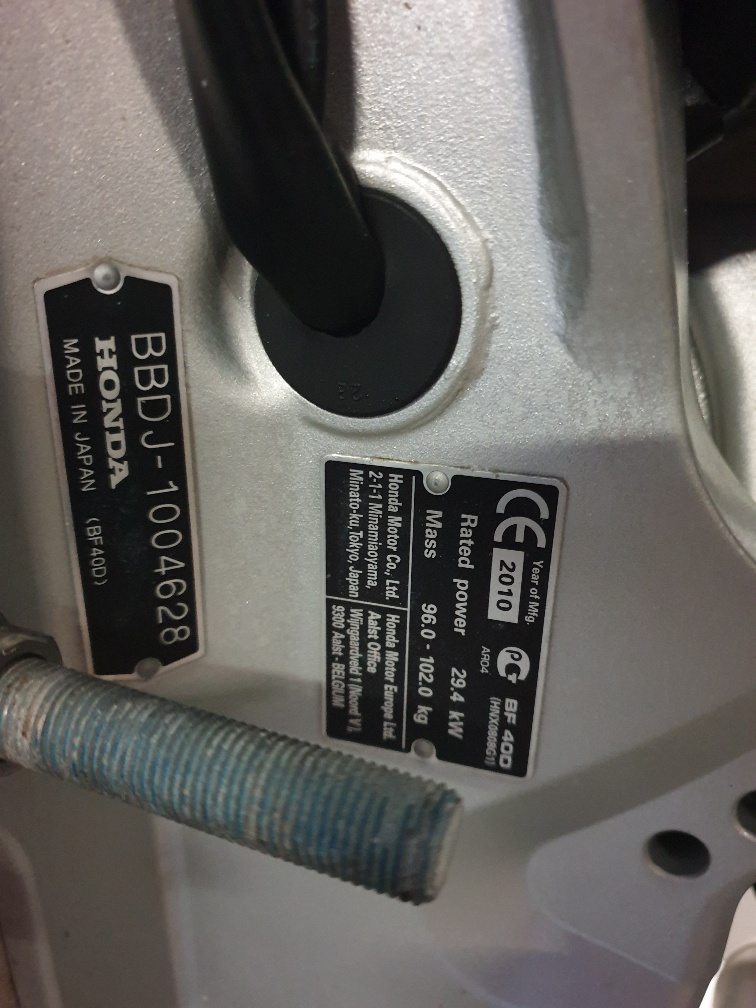 BBDJ-1004628
HONDA
MADE IN JAPAN (BF40D)
CE
Year of Mfg.
2010
PG
AR04
BF 40D
(HNX0808G1)
Rated power 29.4 kW
Mass 96.0 - 102.0 kg
Honda Motor Co., Ltd.
2-1-1 Minamiaoyama,
Minato-ku, Tokyo, Japan
Honda Motor Europe Ltd.
Aalst Office
Wijngaardveld 1 (Noord V)
9300 Aalst - BELGIUM